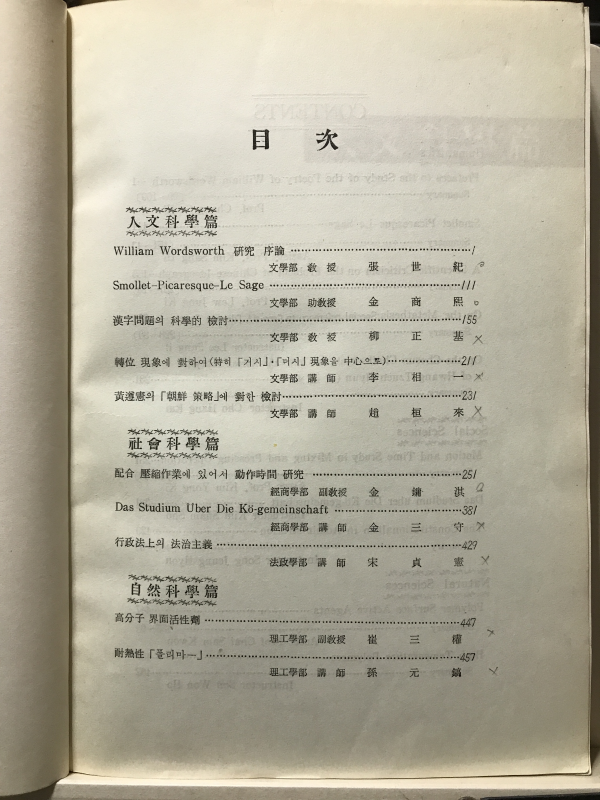 目 次
人文科學篇
William Wordsworth 硏究 序論 ……… 1
文學部 敎 授 張 世 紀
Smollet-Picaresque-Le Sage ……… 111
文學部 助敎授 金 商 熙
漢字問題의 科學的 檢討 ……… 155
文學部 敎 授 柳 正 基
轉位 現象에 對하여(特히 「거시」·「머시」現象을 中心으로) ……… 211
文學部 講 師 李 相 一
黃遵憲의 『朝鮮 策略』에 對한 檢討 ……… 231
文學部 講 師 趙 恒 來
社會科學篇
配合 壓縮作業에 있어서 動作時間 硏究 ……… 251
經商學部 副敎授 金 鏞 淇
Das Studium Uber Die Kö-gemeinschaft ……… 381
經商學部 講 師 金 三 守
行政法上의 法治主義 ……… 427
法政學部 講 師 宋 貞 憲
自然科學篇
高分子 界面活性劑 ……… 447
理工學部 副敎授 崔 三
耐熱性 「폴리마—」 ……… 457
理工學部 講 師 孫 元 鎬
CONTENTS